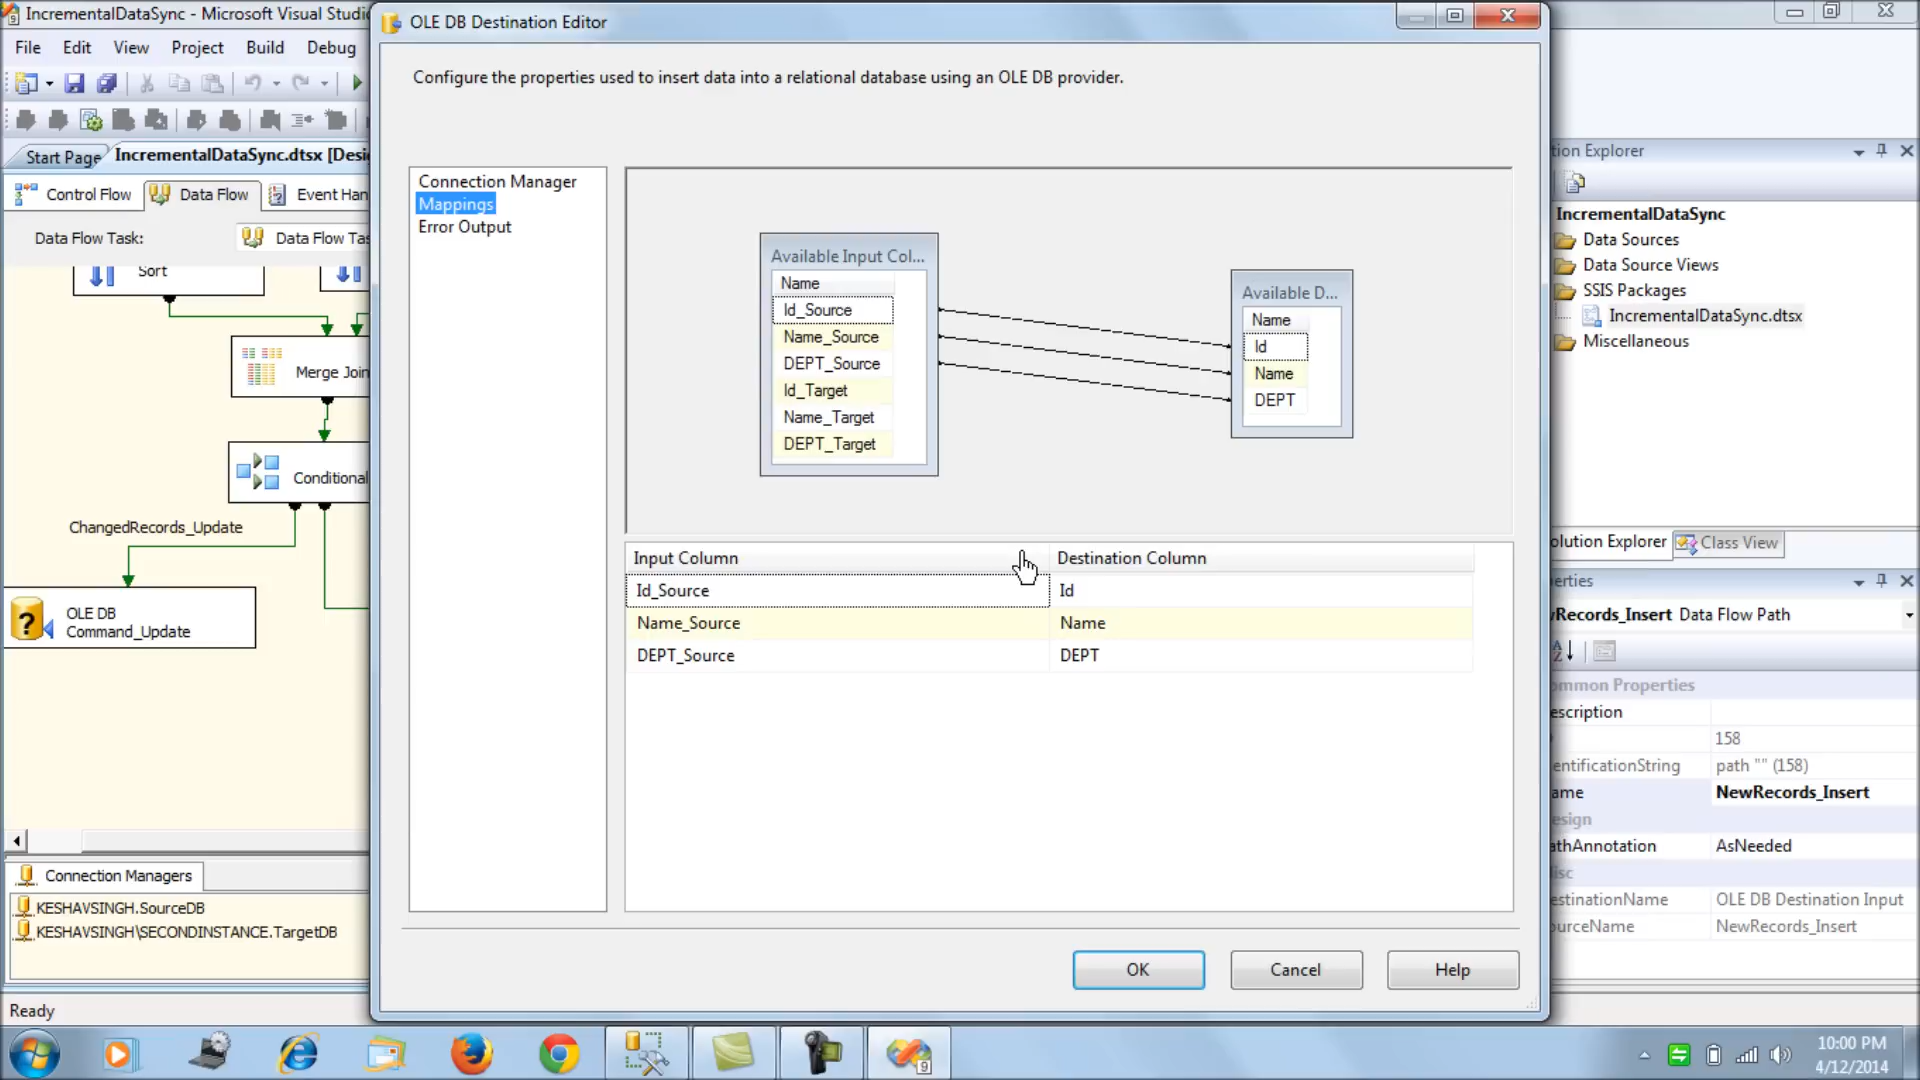 IncrementalDataSync - Microsoft Visual Studi
File Edit View Project Build Debug
Start Page IncrementalDataSync.dtsx [Desi
Control Flow Data Flow Event Han
Data Flow Task: Data Flow Tas
Sort
Merge Join
Conditional
ChangedRecords_Update
OLE DB
Command_Update
Connection Managers
KESHAVSINGH.SourceDB
KESHAVSINGH\SECONDINSTANCE.TargetDB
Ready
OLE DB Destination Editor
Configure the properties used to insert data into a relational database using an OLE DB provider.
Connection Manager
Mappings
Error Output
Available Input Col...
Name
Id_Source
Name_Source
DEPT_Source
Id_Target
Name_Target
DEPT_Target
Available D...
Name
Id
Name
DEPT
Input Column Destination Column
Id_Source Id
Name_Source Name
DEPT_Source DEPT
OK Cancel Help
tion Explorer
IncrementalDataSync
Data Sources
Data Source Views
SSIS Packages
IncrementalDataSync.dtsx
Miscellaneous
olution Explorer Class View
erties
wRecords_Insert Data Flow Path
ommon Properties
escription
158
entificationString path "" (158)
ame NewRecords_Insert
esign
athAnnotation AsNeeded
isc
estinationName OLE DB Destination Input
ourceName NewRecords_Insert
9
10:00 PM
4/12/2014